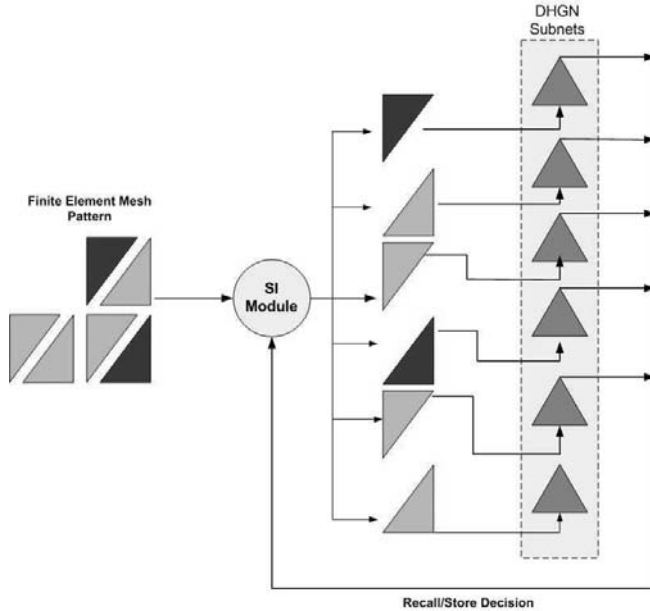 DHGN
Subnets
Finite Element Mesh
Pattern
SI
Module
Recall/Store Decision